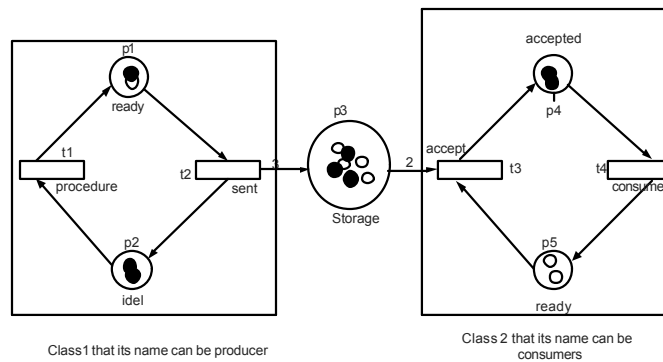 p1
ready
t1
procedure
t2
sent
p2
idel
3
p3
Storage
2
accepted
p4
accept
t3
t4
consume
p5
ready
Class1 that its name can be producer
Class 2 that its name can be
consumers